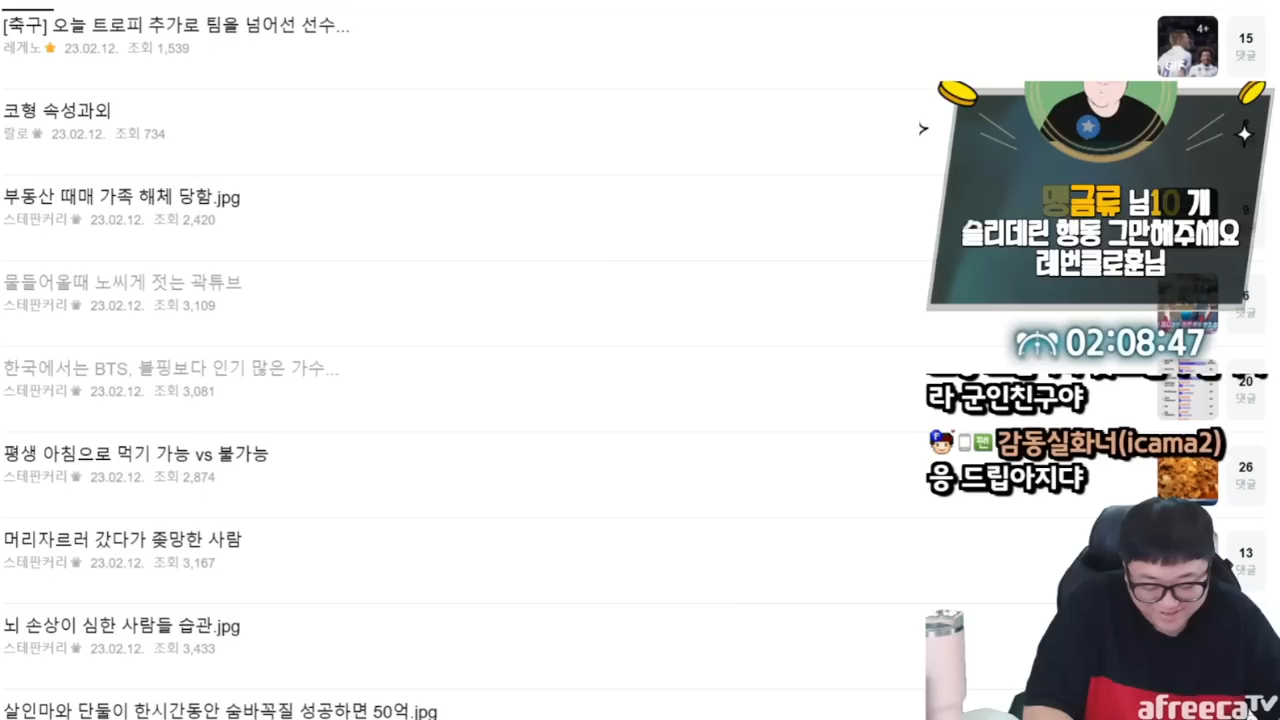 [축구] 오늘 트로피 추가로 팀을 넘어선 선수...
레게노 23.02.12. 조회 1,539
4+
GIF
15
댓글
코형 속성과외
랄로 23.02.12. 조회 734
부동산 때매 가족 해체 당함.jpg
스테판커리 23.02.12. 조회 2,420
9
금류 님10 개
슬리데린 행동 그만해주세요
래번클로훈님
물들어올때 노씨게 젓는 곽튜브
스테판커리 23.02.12. 조회 3,109
6
댓글
02:08:47
한국에서는 BTS, 블핑보다 인기 많은 가수...
스테판커리 23.02.12. 조회 3,081
20
댓글
라 군인친구야
평생 아침으로 먹기 가능 vs 불가능
스테판커리 23.02.12. 조회 2,874
26
댓글
팬 감동실화너(icama2)
응 드립아지댜
머리자르러 갔다가 좆망한 사람
스테판커리 23.02.12. 조회 3,167
13
댓글
뇌 손상이 심한 사람들 습관.jpg
스테판커리 23.02.12. 조회 3,433
살인마와 단둘이 한시간동안 숨바꼭질 성공하면 50억.jpg
afreecaTV